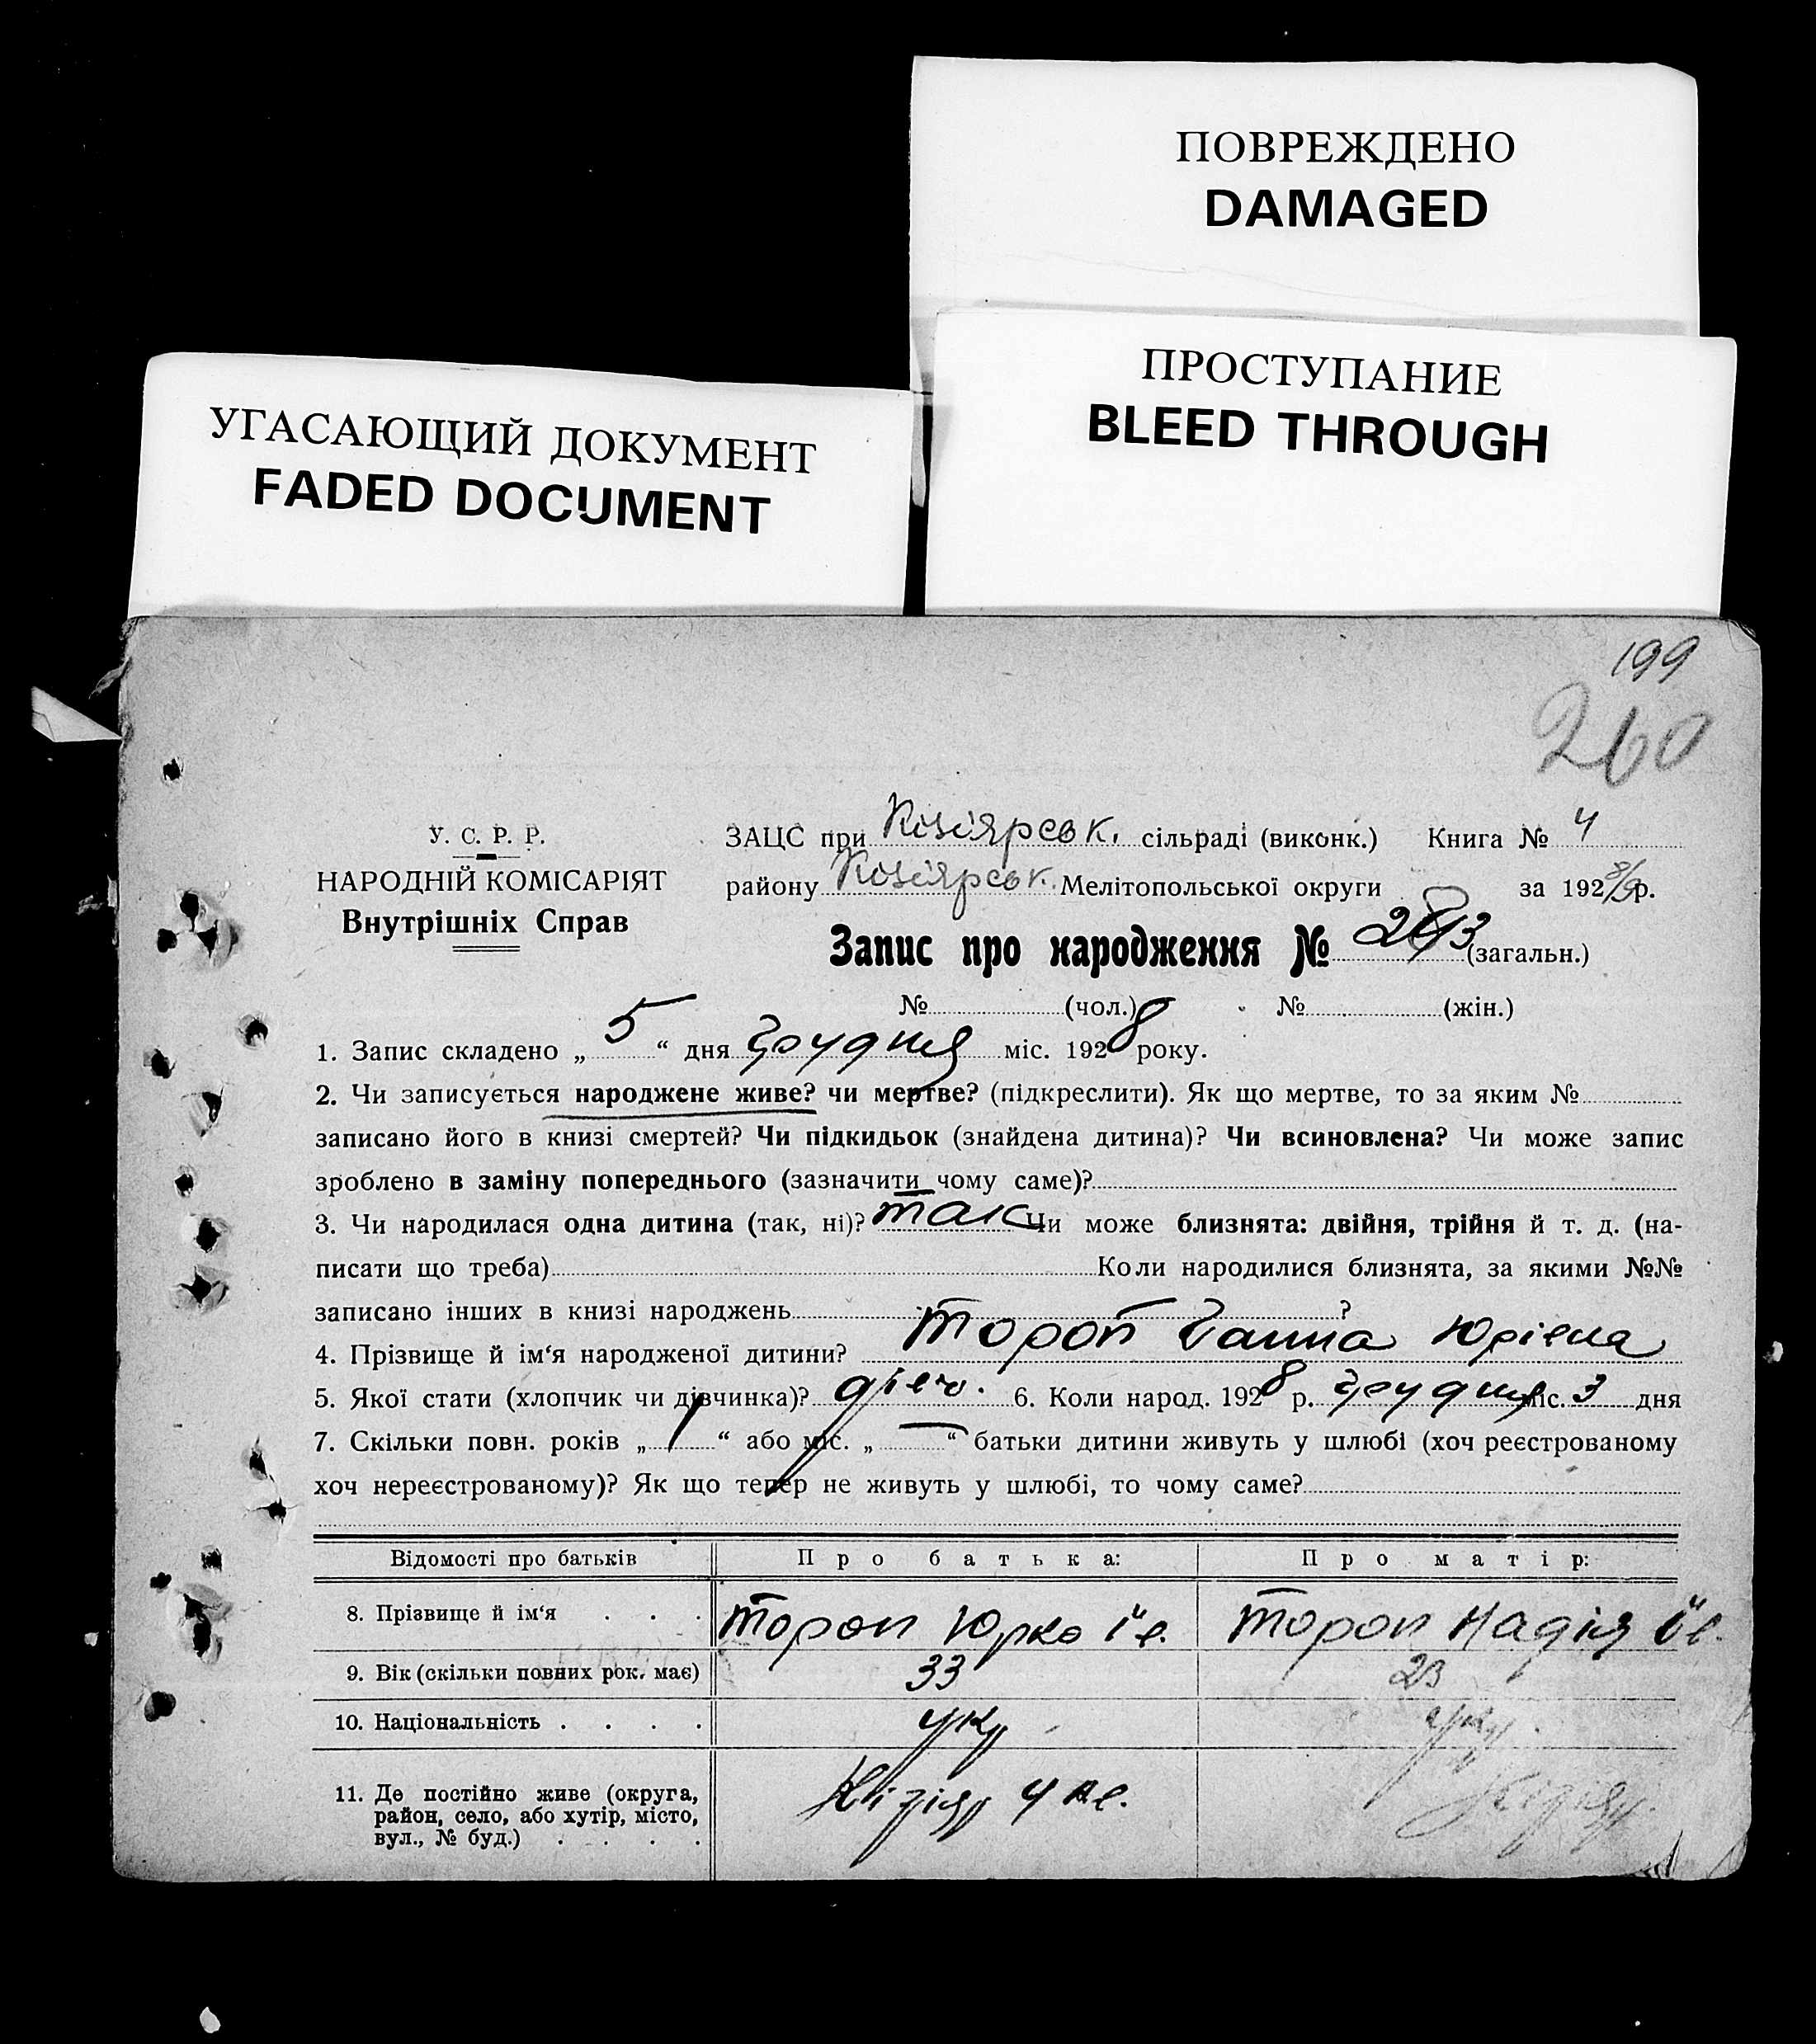 ПОВРЕЖДЕНО
DAMAGED
ПРОСТУПАНИЕ
BLEED THROUGH
УГАСАЮЩИЙ ДОКУМЕНТ
FADED DOCUMENT
199
260
У. С. Р. Р.
НАРОДНІЙ КОМІСАРІЯТ
Внутрішніх Справ
ЗАЦС при Кизіярськ. сільраді (виконк.) Книга № 4
району Кизіярськ. Мелітопольської округи за 1928/9р.
Запис про народження № (загальн.)
№ (чол.) № (жін.)
1. Запис складено „ 5 “ дня грудня міс. 1928 року.
2. Чи записується народжене живе? чи мертве? (підкреслити). Як що мертве, то за яким №
записано його в книзі смертей? Чи підкидьок (знайдена дитина)? Чи всиновлена? Чи може запис
зроблено в заміну попереднього (зазначити чому саме)?
3. Чи народилася одна дитина (так, ні)? так Чи може близнята: двійня, трійня й т. д. (на-
писати що треба) Коли народилися близнята, за якими №№
записано інших в книзі народжень ?
4. Прізвище й ім‘я народженої дитини? Тороп Ганна Юрієвна
5. Якої стати (хлопчик чи дівчинка)? дівч. 6. Коли народ. 1928 р. грудня міс. 3 дня
7. Скільки повн. років „ 1 “ або міс. „ — “ батьки дитини живуть у шлюбі (хоч реєстрованому
хоч нереєстрованому)? Як що тепер не живуть у шлюбі, то чому саме?
Відомості про батьків Про батька: Про матір:
8. Прізвище й ім‘я . . . Тороп Юрко Тороп Надія
9. Вік (скільки повних рок. має) 33 23
10. Національність . . . . укр укр.
11. Де постійно живе (округа, район, село, або хутір, місто, вул., № буд.) . . . . Кізіяр Кізіяр.